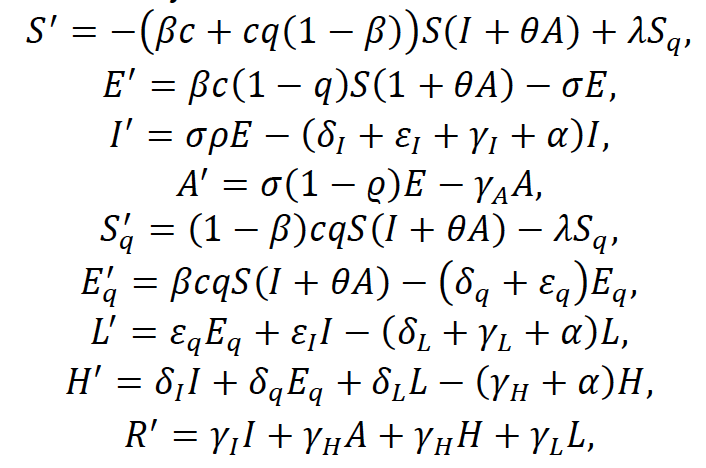 S′ = −(βc + cq(1 − β))S(I + θA) + λS_q,
E′ = βc(1 − q)S(1 + θA) − σE,
I′ = σρE − (δ_I + ε_I + γ_I + α)I,
A′ = σ(1 − ϱ)E − γ_A A,
S′_q = (1 − β)cqS(I + θA) − λS_q,
E′_q = βcqS(I + θA) − (δ_q + ε_q)E_q,
L′ = ε_q E_q + ε_I I − (δ_L + γ_L + α)L,
H′ = δ_I I + δ_q E_q + δ_L L − (γ_H + α)H,
R′ = γ_I I + γ_H A + γ_H H + γ_L L,